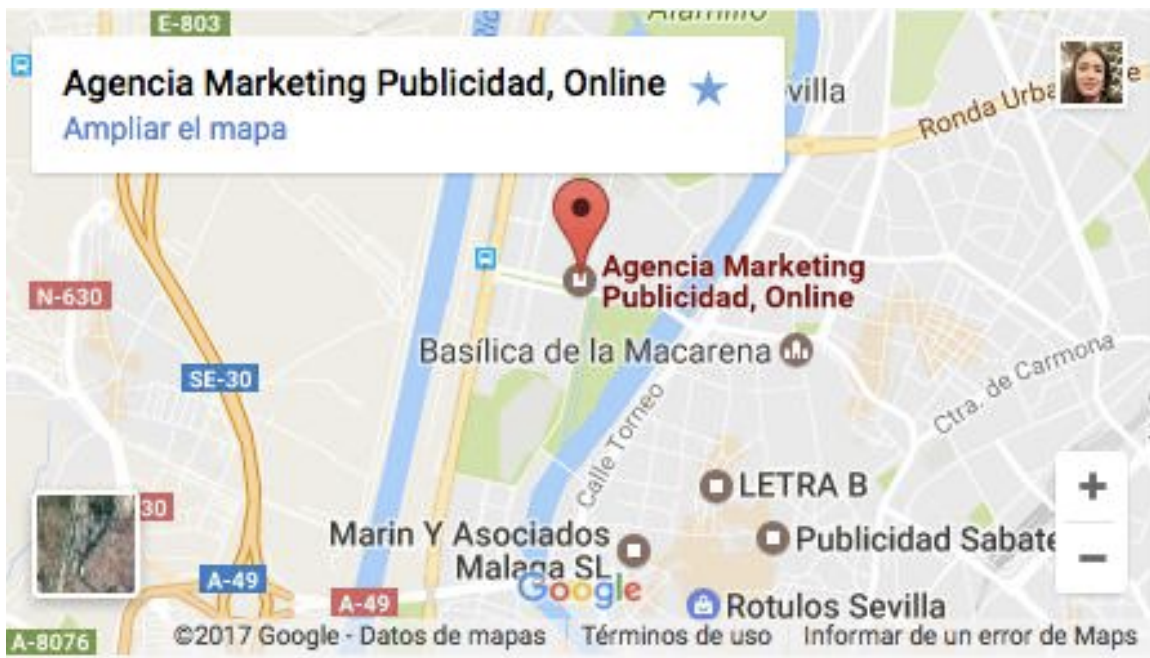 Alamillo
E-803
Agencia Marketing Publicidad, Online
Ampliar el mapa
villa
Ronda Urba
e
Agencia Marketing
Publicidad, Online
N-630
Basílica de la Macarena
SE-30
Ctra. de Carmona
Calle Torneo
LETRA B
30
Marin Y Asociados
Malaga SL
Publicidad Sabate
A-49
Google
A-49
Rotulos Sevilla
A-8076
©2017 Google - Datos de mapas
Términos de uso
Informar de un error de Maps